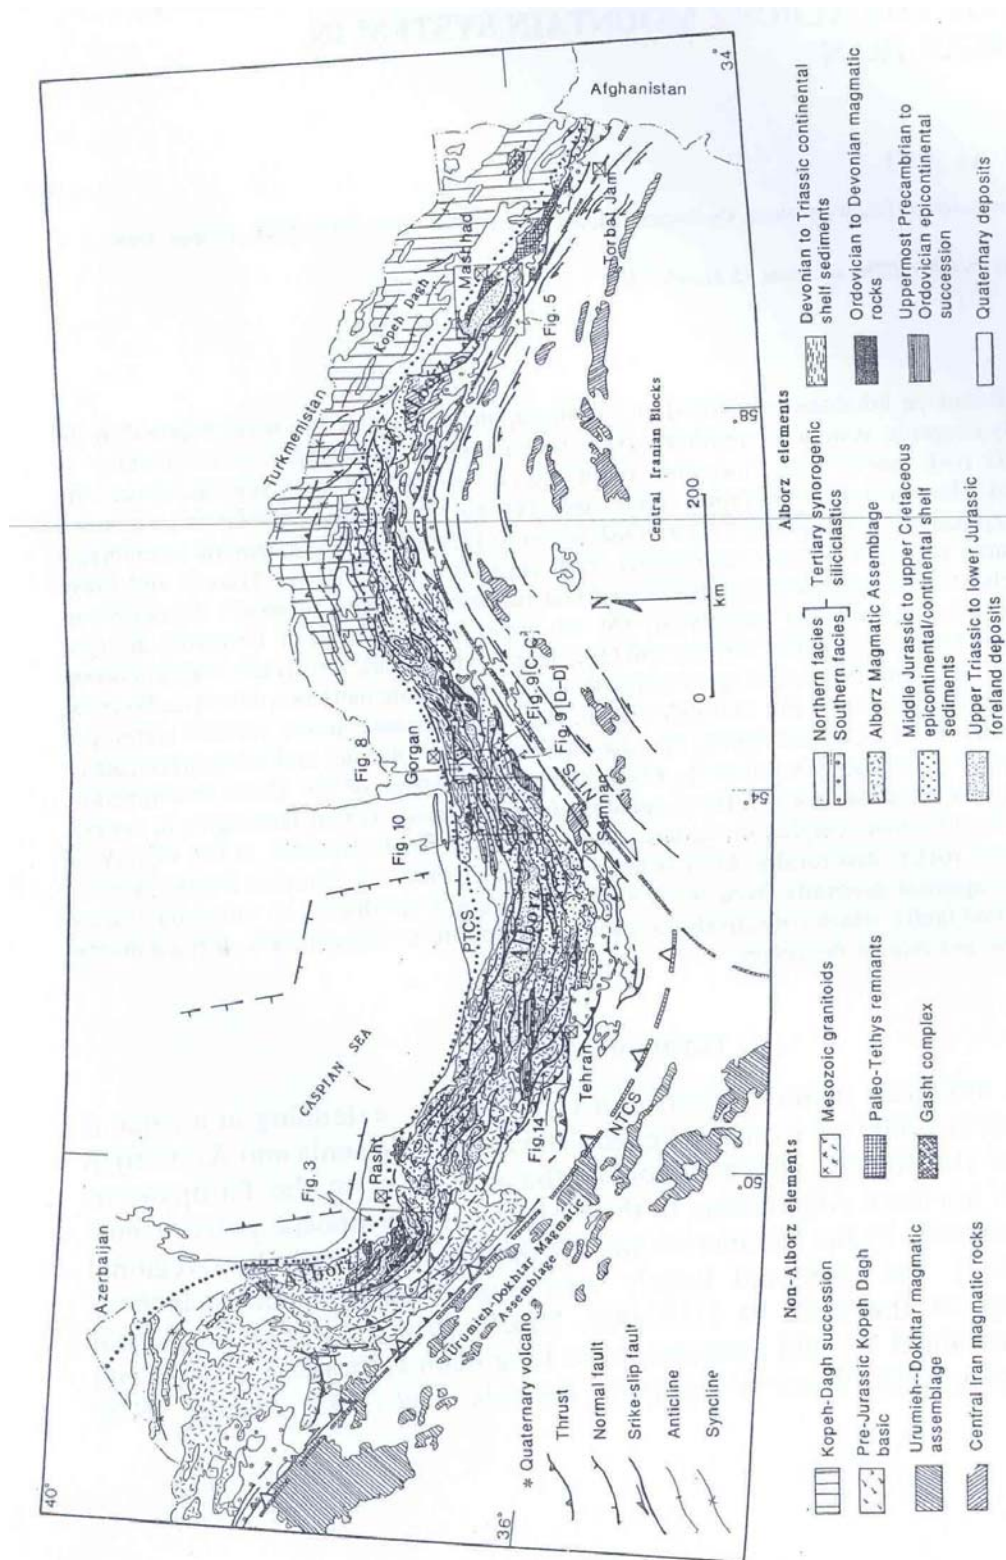 MOUNTAIN SYSTEM IN
40°
36°
34°
50°
54°
58
Azerbaijan
Turkmenistan
Afghanistan
CASPIAN SEA
Fig. 3
Rasht
Fig. 10
Fig. 8
Gorgan
Kopeh Dagh
Mashhad
Fig. 5
Torbat Jam
W Alborz
C Alborz
E Alborz
PTCS
Fig.14
Tehran
NTCS
Semnan
NTS
Fig. 9[D-D]
Fig. 9[C-C]
Central Iranian Blocks
Urumieh-Dokhtar Magmatic
Assemblage
N
0
200
km
* Quaternary volcano
Thrust
Normal fault
Srike-slip fault
Anticline
Syncline
Non-Alborz elements
Kopeh-Dagh succession
Pre-Jurassic Kopeh Dagh
basic
Urumieh--Dokhtar magmatic
assemblage
Central Iran magmatic rocks
Mesozoic granitoids
Paleo-Tethys remnants
Gasht complex
Alborz elements
Northern facies
Southern facies
Tertiary synorogenic
siliciclastics
Alborz Magmatic Assemblage
Middle Jurassic to upper Cretiaceous
epicontinental/continental shelf
sediments
Upper Triassic to lower Jurassic
foreland deposits
Devonian to Triassic continental
shelf sediments
Ordovician to Devonian magmatic
rocks
Uppermost Precambrian to
Ordovician epicontinental
succession
Quaternary deposits